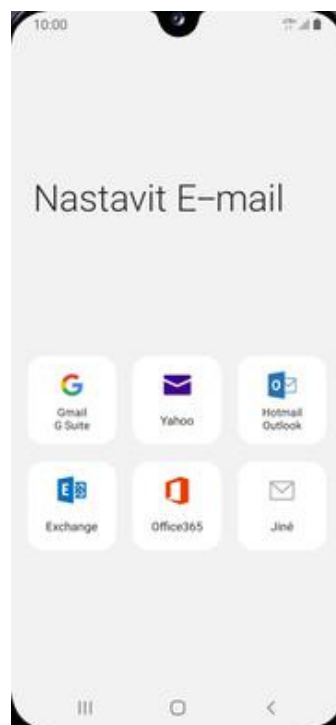 10:00
Nastavit E-mail
Gmail
G Suite
Yahoo
Hotmail
Outlook
Exchange
Office365
Jiné